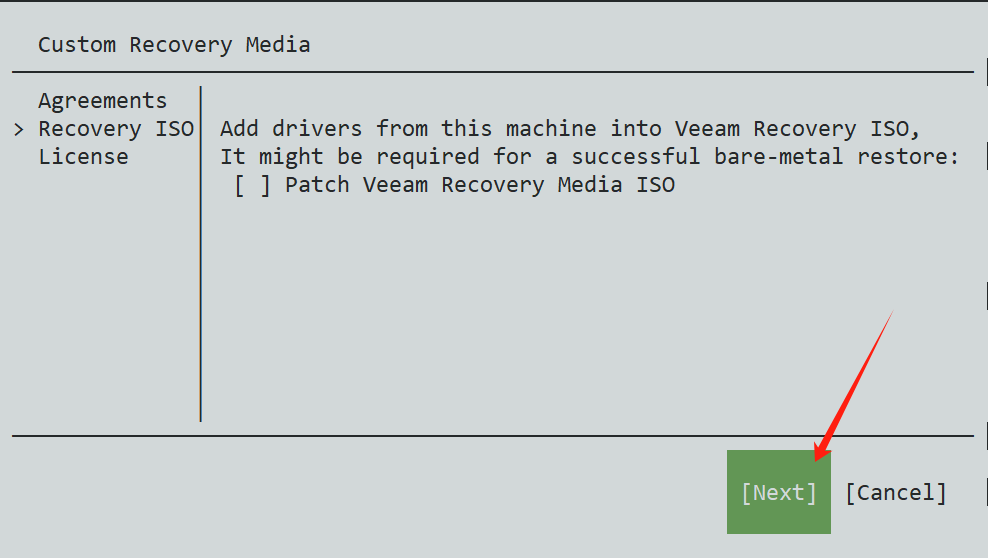 Custom Recovery Media
Agreements
> Recovery ISO
License
Add drivers from this machine into Veeam Recovery ISO,
It might be required for a successful bare-metal restore:
[ ] Patch Veeam Recovery Media ISO
[Next] [Cancel]